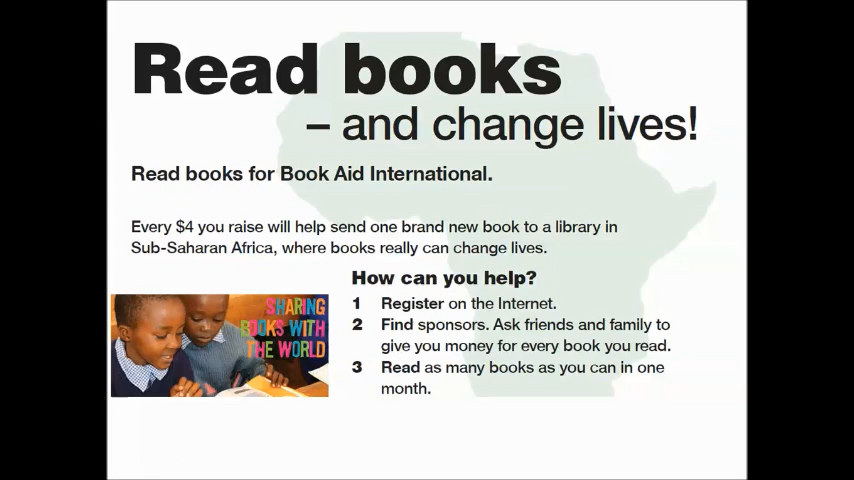 Read books
– and change lives!
Read books for Book Aid International.
Every $4 you raise will help send one brand new book to a library in
Sub-Saharan Africa, where books really can change lives.
How can you help?
1 Register on the Internet.
2 Find sponsors. Ask friends and family to
give you money for every book you read.
3 Read as many books as you can in one
month.
SHARING
BOOKS WITH
THE WORLD